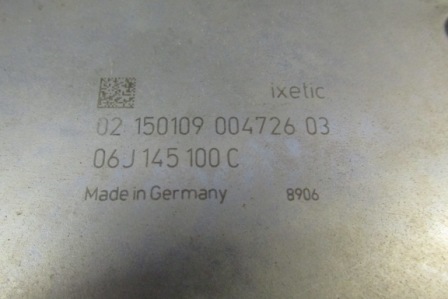 ixetic
02 150109 004726 03
06J 145 100 C
Made in Germany 8906